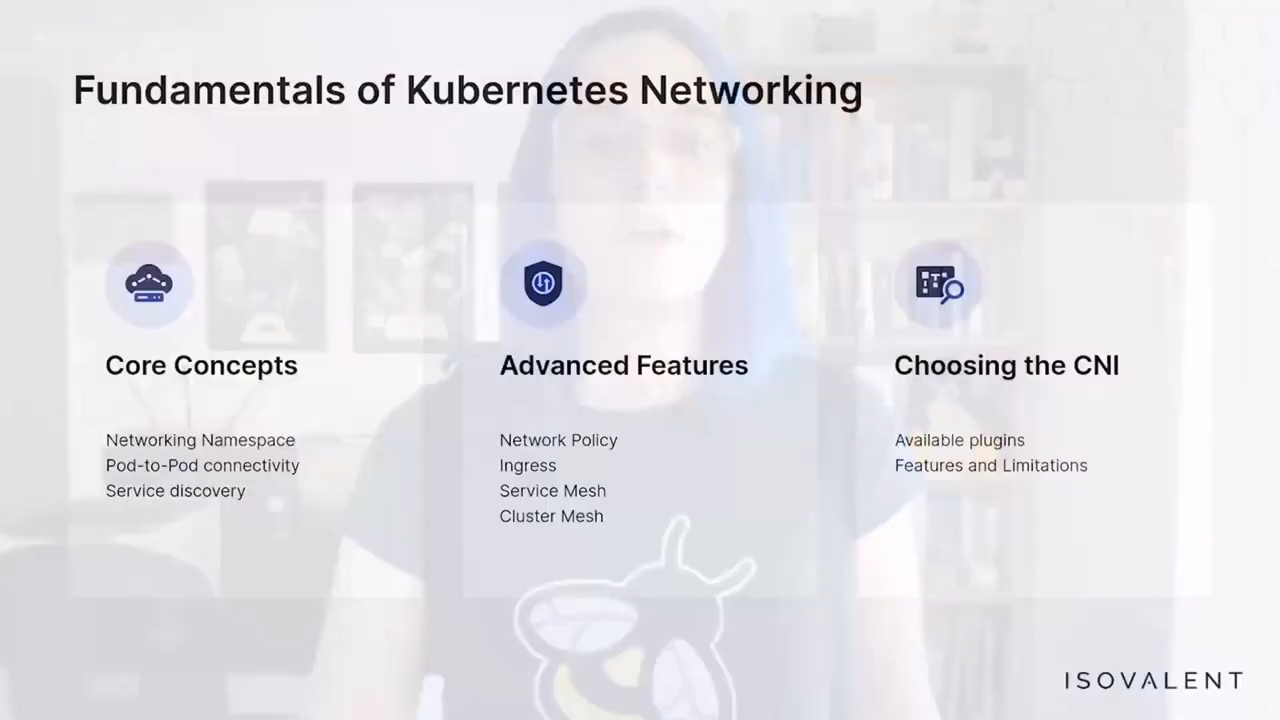 Fundamentals of Kubernetes Networking
Core Concepts
Networking Namespace
Pod-to-Pod connectivity
Service discovery
Advanced Features
Network Policy
Ingress
Service Mesh
Cluster Mesh
Choosing the CNI
Available plugins
Features and Limitations
ISOVALENT